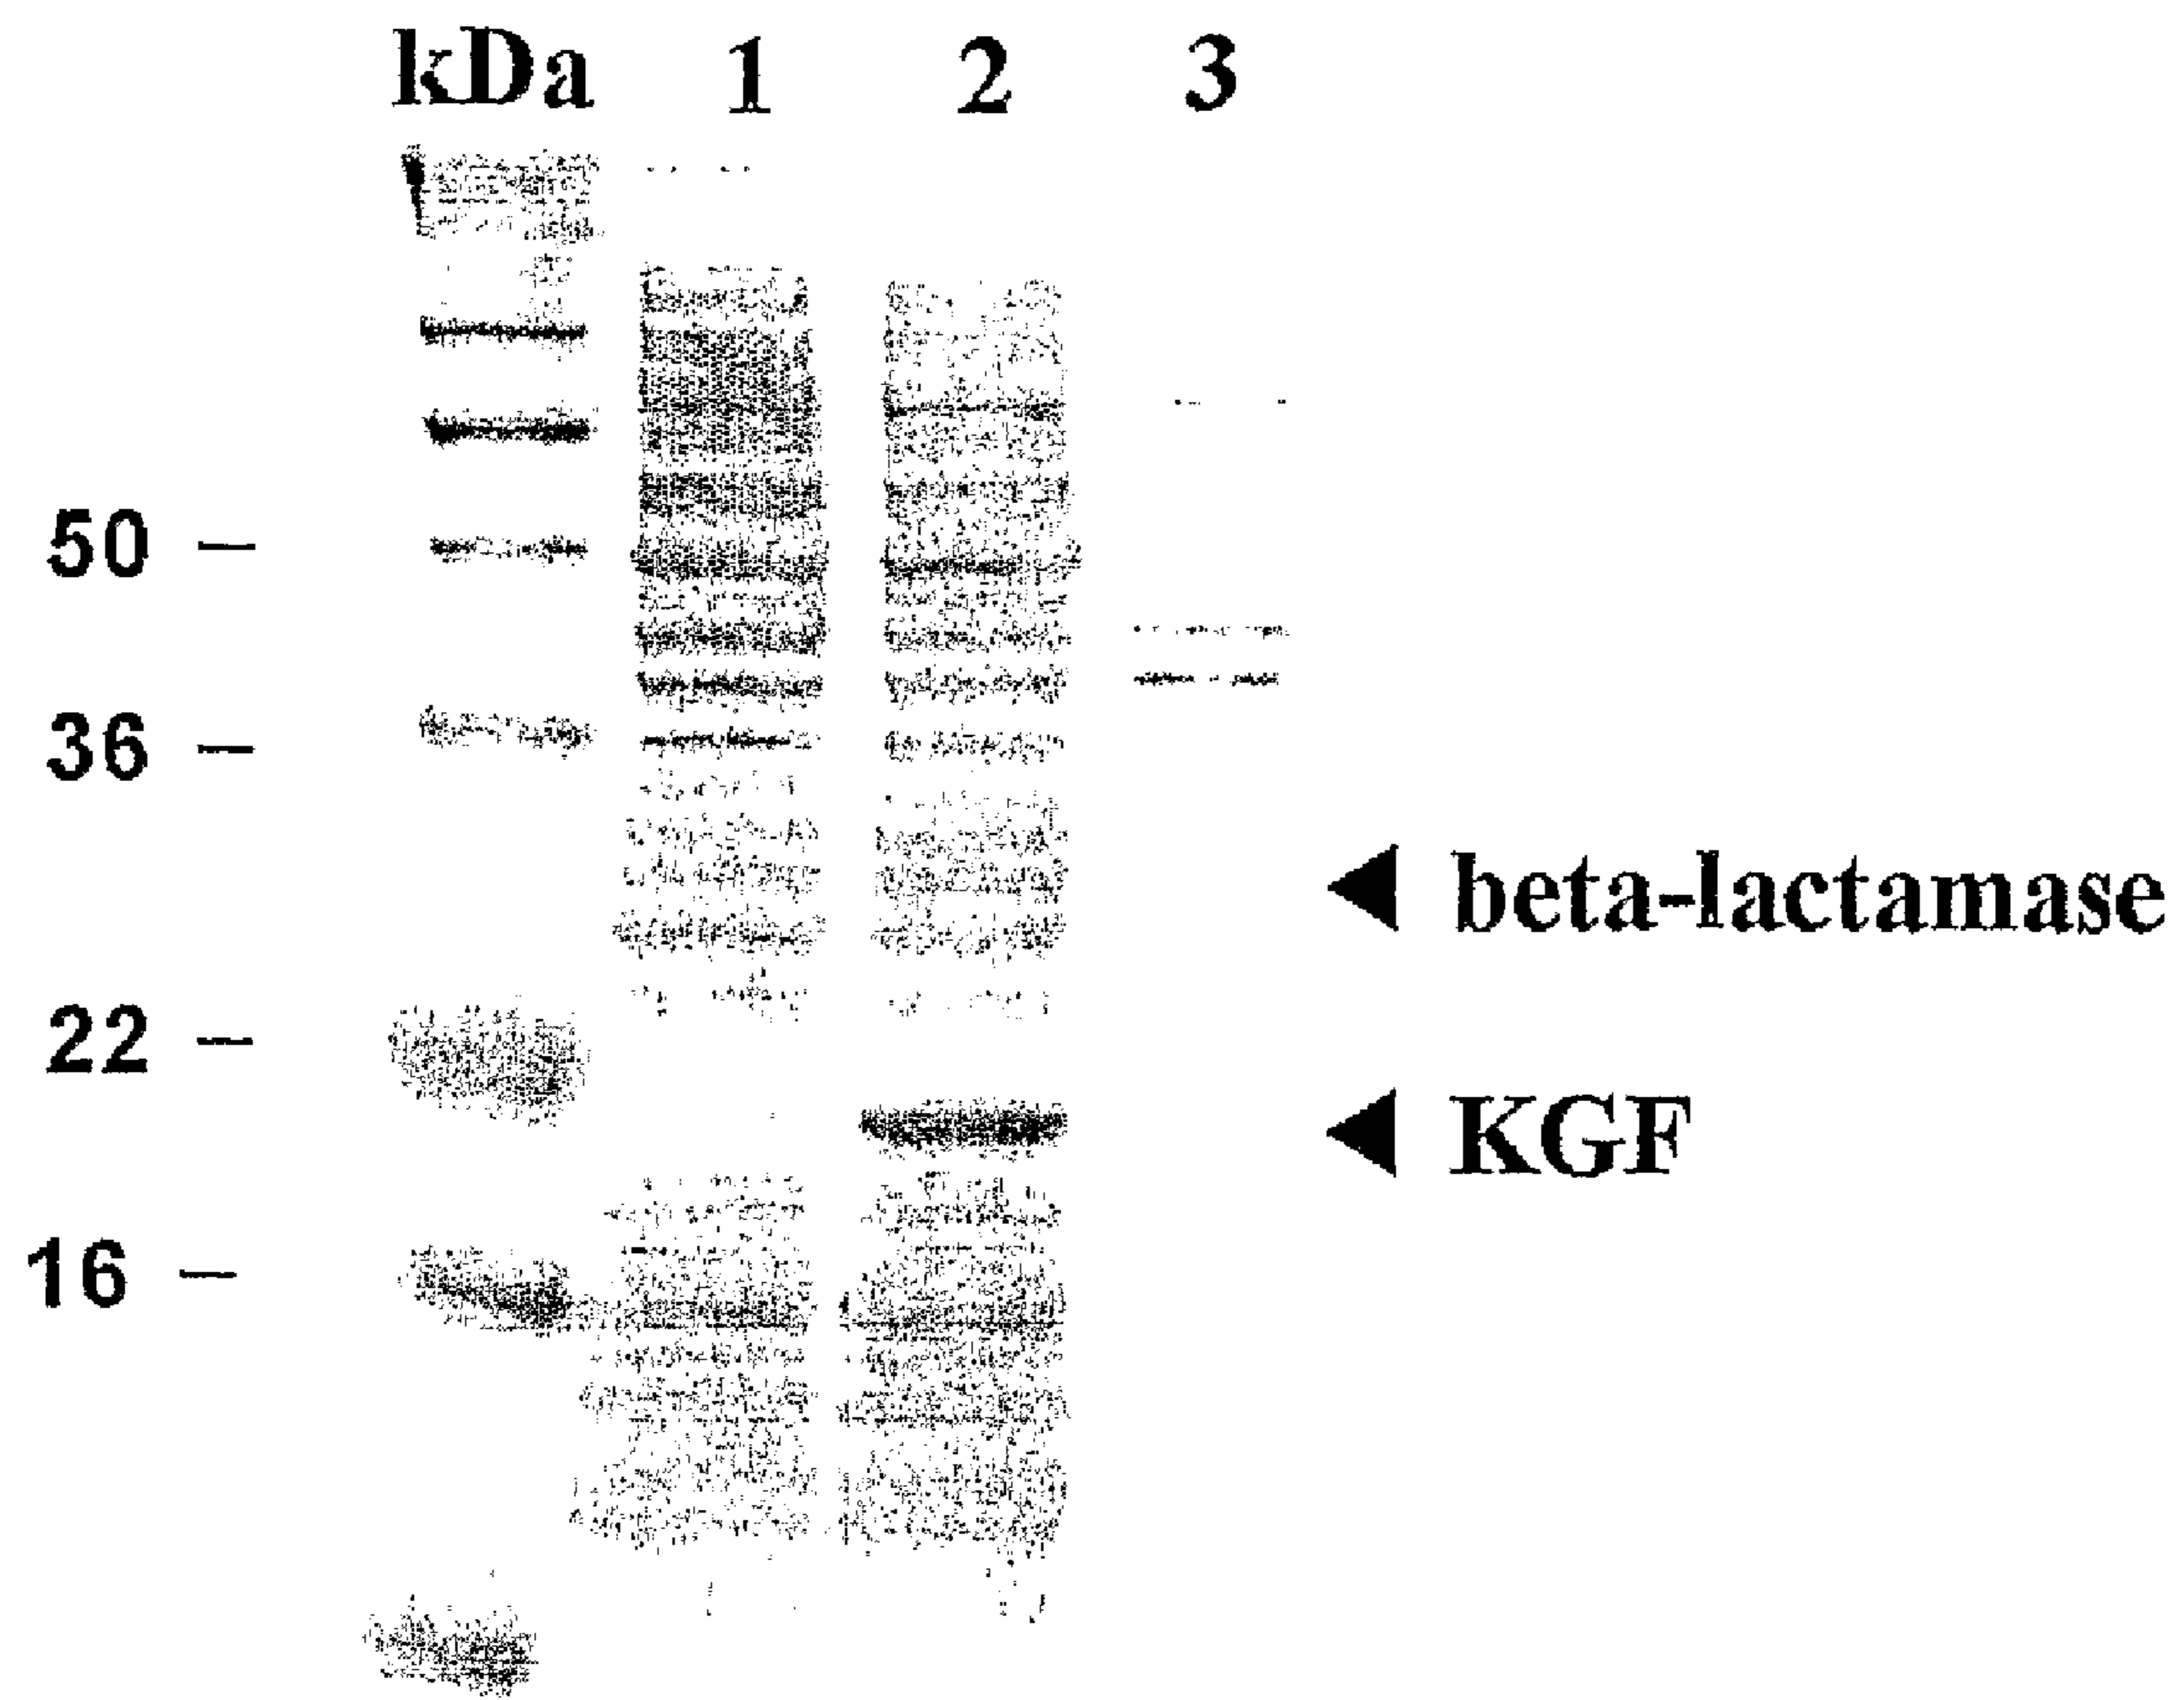 kDa 1 2 3
50 –
36 –
beta-lactamase
22 –
KGF
16 –